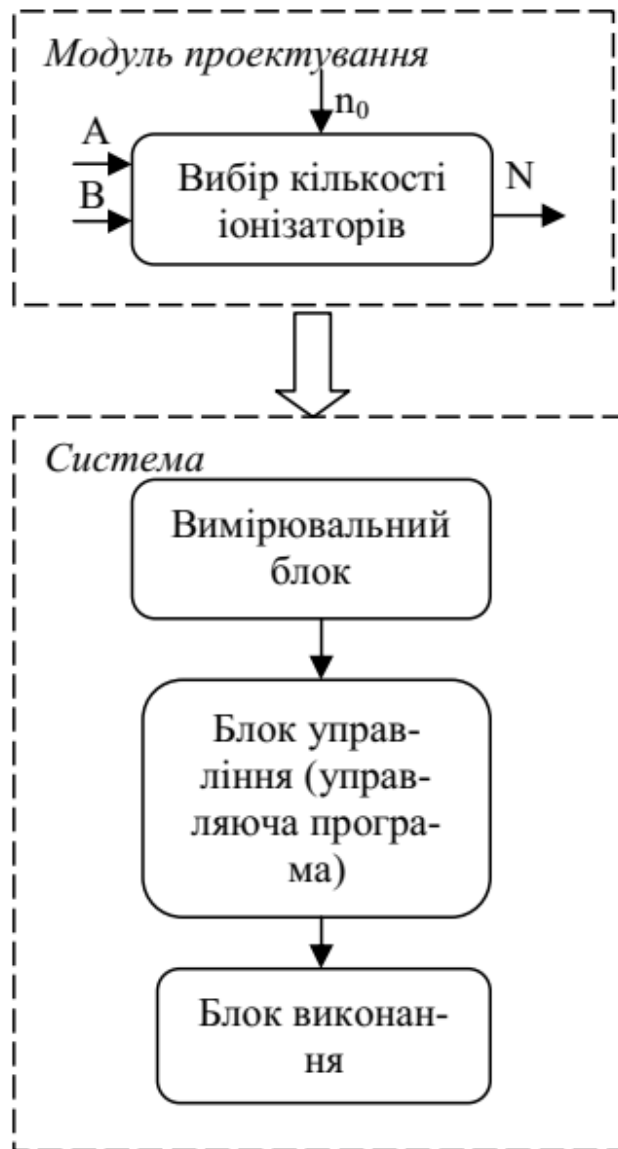 Модуль проектування
n₀
A
B
Вибір кількості
іонізаторів
N
Система
Вимірювальний
блок
Блок управ-
ління (управ-
ляюча програ-
ма)
Блок виконан-
ня